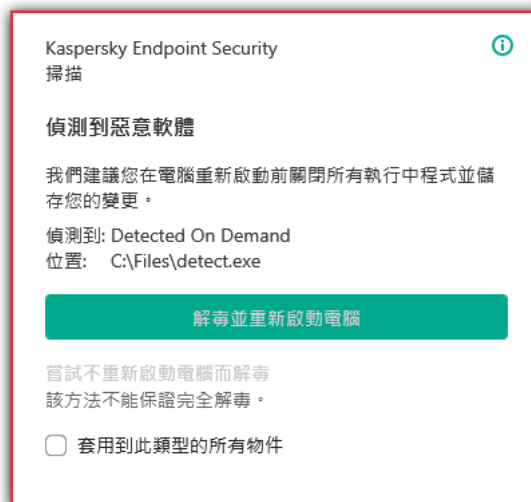 Kaspersky Endpoint Security
掃描
偵測到惡意軟體
我們建議您在電腦重新啟動前關閉所有執行中程式並儲
存您的變更。
偵測到: Detected On Demand
位置: C:\Files\detect.exe
解毒並重新啟動電腦
嘗試不重新啟動電腦而解毒
該方法不能保證完全解毒。
套用到此類型的所有物件